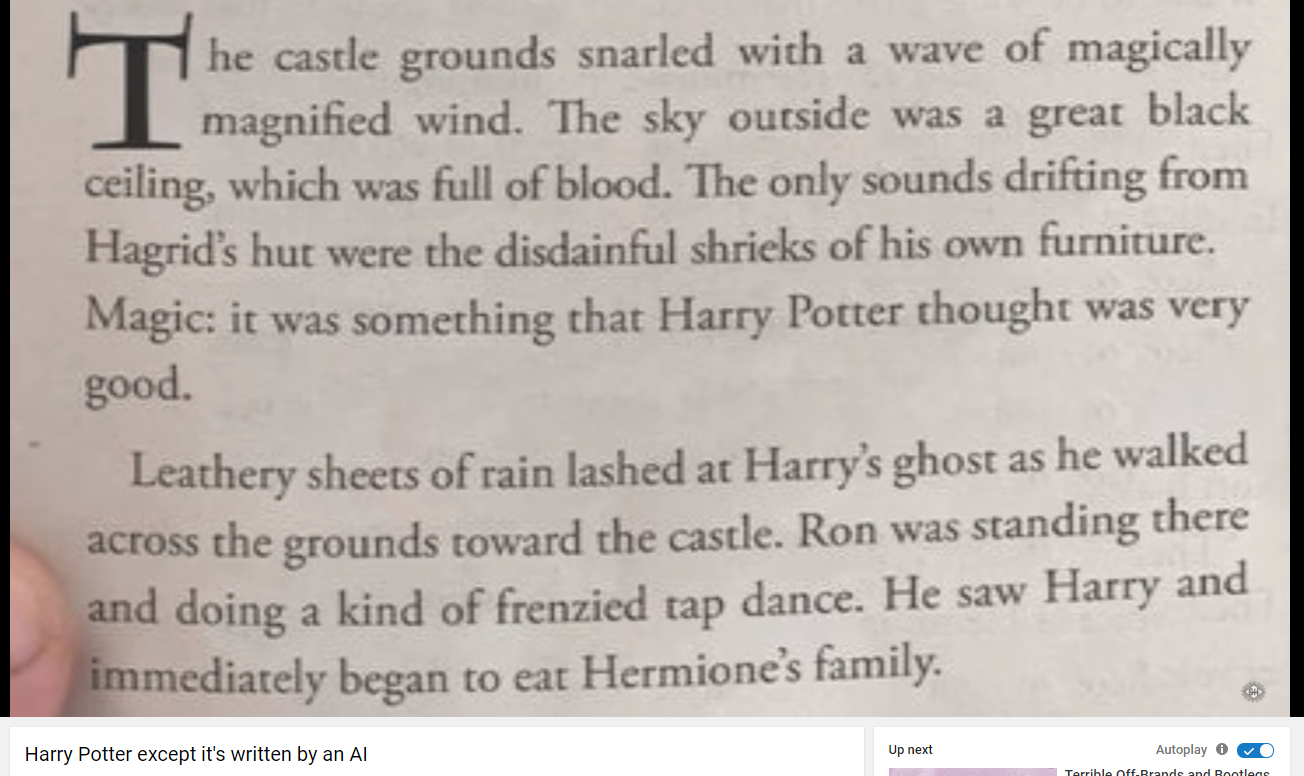 The castle grounds snarled with a wave of magically
magnified wind. The sky outside was a great black
ceiling, which was full of blood. The only sounds drifting from
Hagrid's hut were the disdainful shrieks of his own furniture.
Magic: it was something that Harry Potter thought was very
good.
Leathery sheets of rain lashed at Harry's ghost as he walked
across the grounds toward the castle. Ron was standing there
and doing a kind of frenzied tap dance. He saw Harry and
immediately began to eat Hermione's family.
Harry Potter except it's written by an AI
Up next
Autoplay
Terrible Off-Brands and Bootlegs